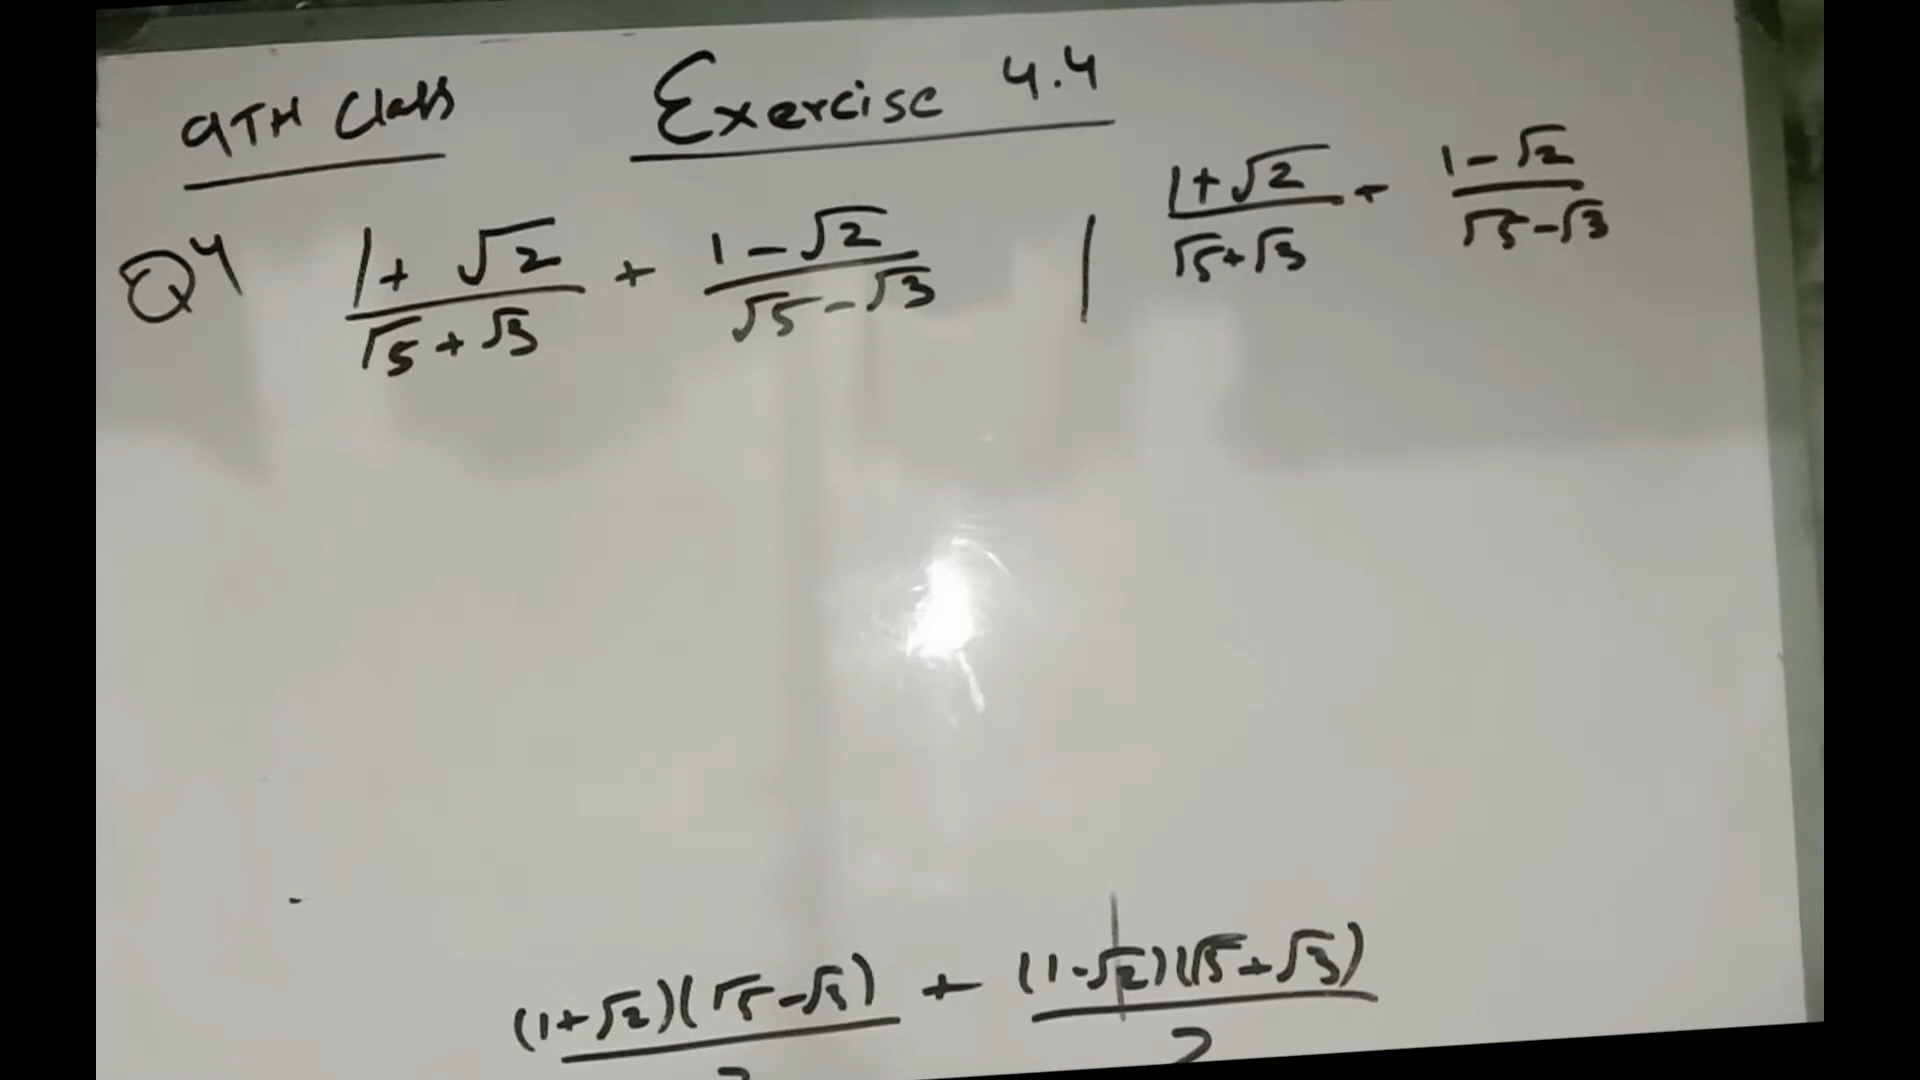 9TH Class Exercise 4.4
Q4 (1+√2)/(√5+√3) + (1-√2)/(√5-√3) | (1+√2)/(√5+√3) + (1-√2)/(√5-√3)
(1+√2)(√5-√3)/2 + (1-√2)(√5+√3)/2